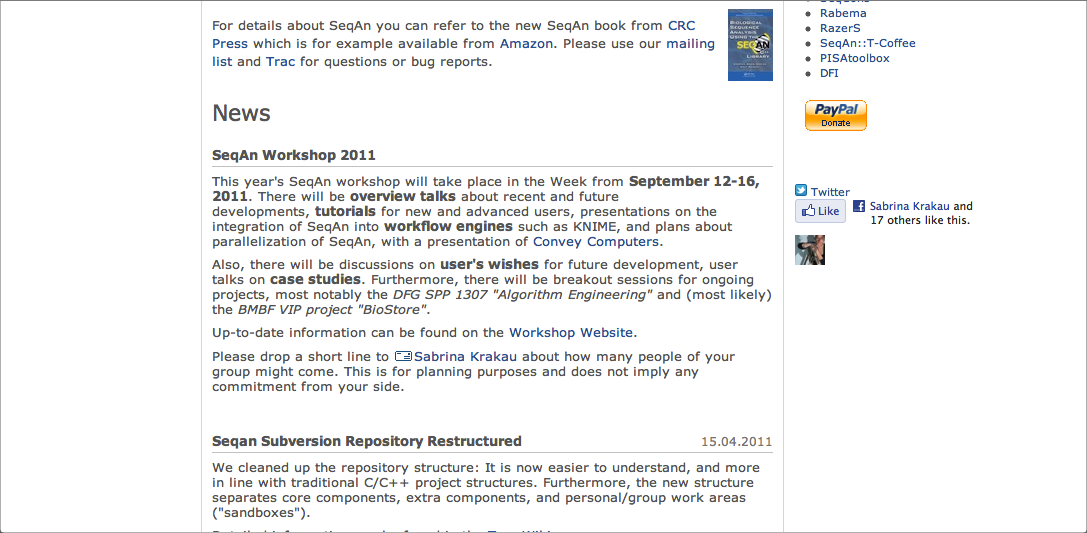 For details about SeqAn you can refer to the new SeqAn book from CRC
Press which is for example available from Amazon. Please use our mailing
list and Trac for questions or bug reports.
BIOLOGICAL
SEQUENCE
ANALYSIS
USING THE
SEQAN
LIBRARY
News
SeqAn Workshop 2011
This year's SeqAn workshop will take place in the Week from September 12-16,
2011. There will be overview talks about recent and future
developments, tutorials for new and advanced users, presentations on the
integration of SeqAn into workflow engines such as KNIME, and plans about
parallelization of SeqAn, with a presentation of Convey Computers.
Also, there will be discussions on user's wishes for future development, user
talks on case studies. Furthermore, there will be breakout sessions for ongoing
projects, most notably the DFG SPP 1307 "Algorithm Engineering" and (most likely)
the BMBF VIP project "BioStore".
Up-to-date information can be found on the Workshop Website.
Please drop a short line to Sabrina Krakau about how many people of your
group might come. This is for planning purposes and does not imply any
commitment from your side.
Seqan Subversion Repository Restructured 15.04.2011
We cleaned up the repository structure: It is now easier to understand, and more
in line with traditional C/C++ project structures. Furthermore, the new structure
separates core components, extra components, and personal/group work areas
("sandboxes").
Rabema
RazerS
SeqAn::T-Coffee
PISAtoolbox
DFI
PayPal
Donate
Twitter
Like
Sabrina Krakau and
17 others like this.